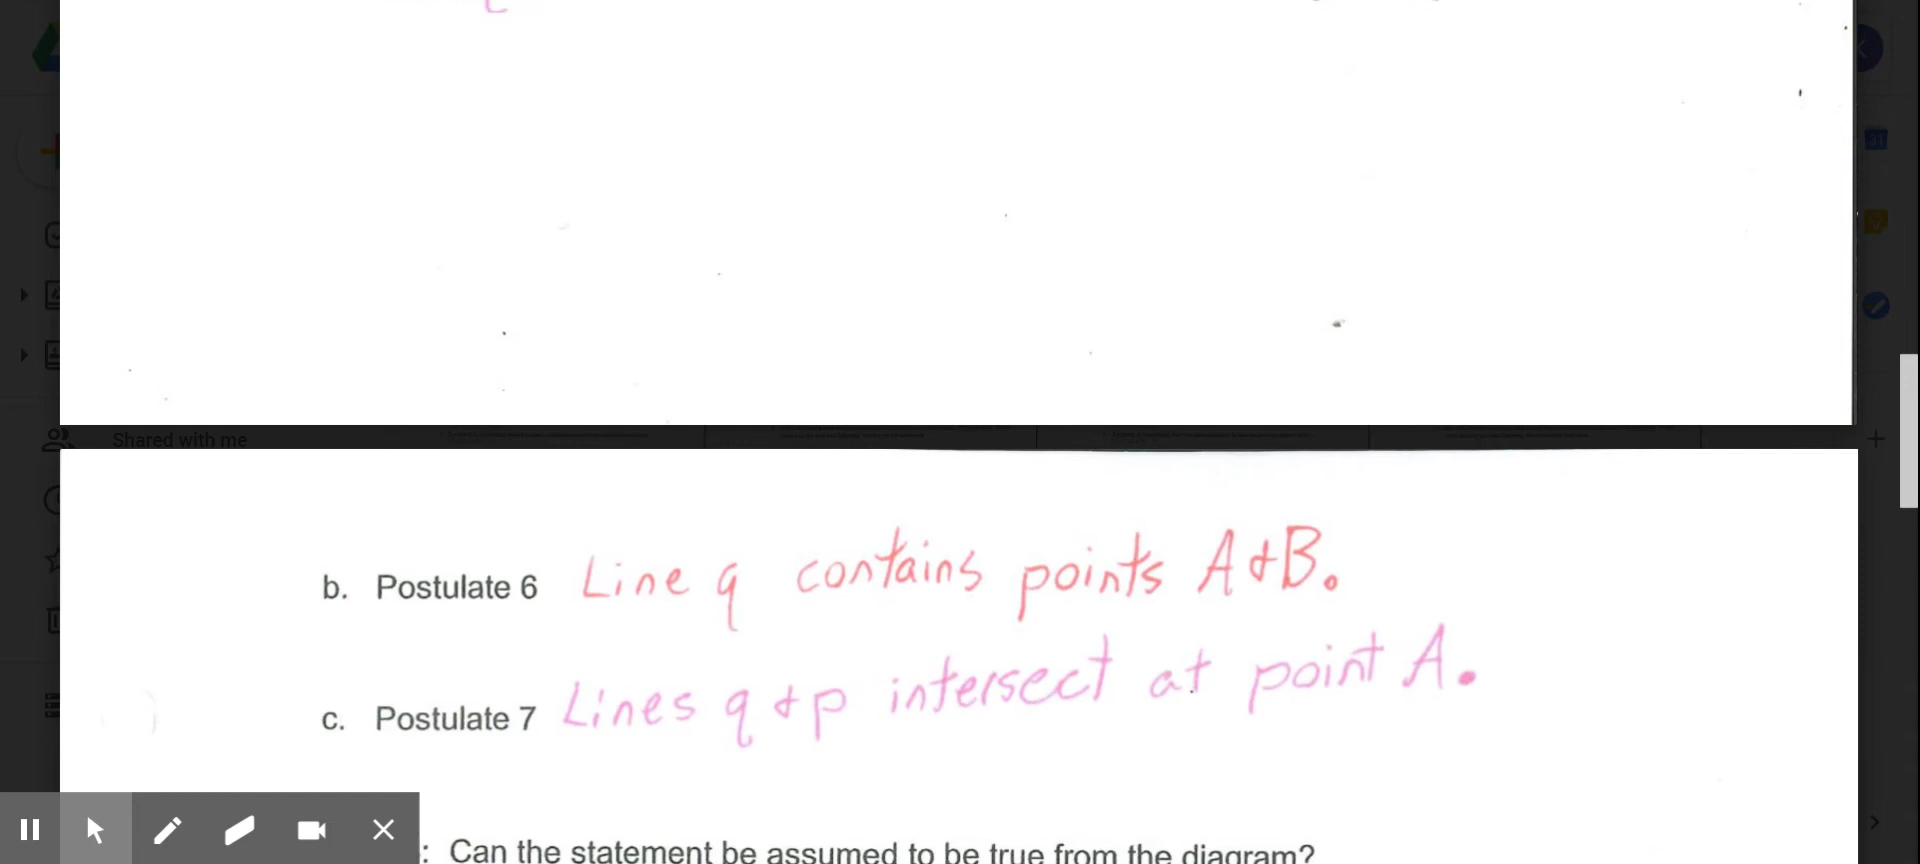 Shared with me
b. Postulate 6 Line q contains points A & B.
c. Postulate 7 Lines q & p intersect at point A.
: Can the statement be assumed to be true from the diagram?